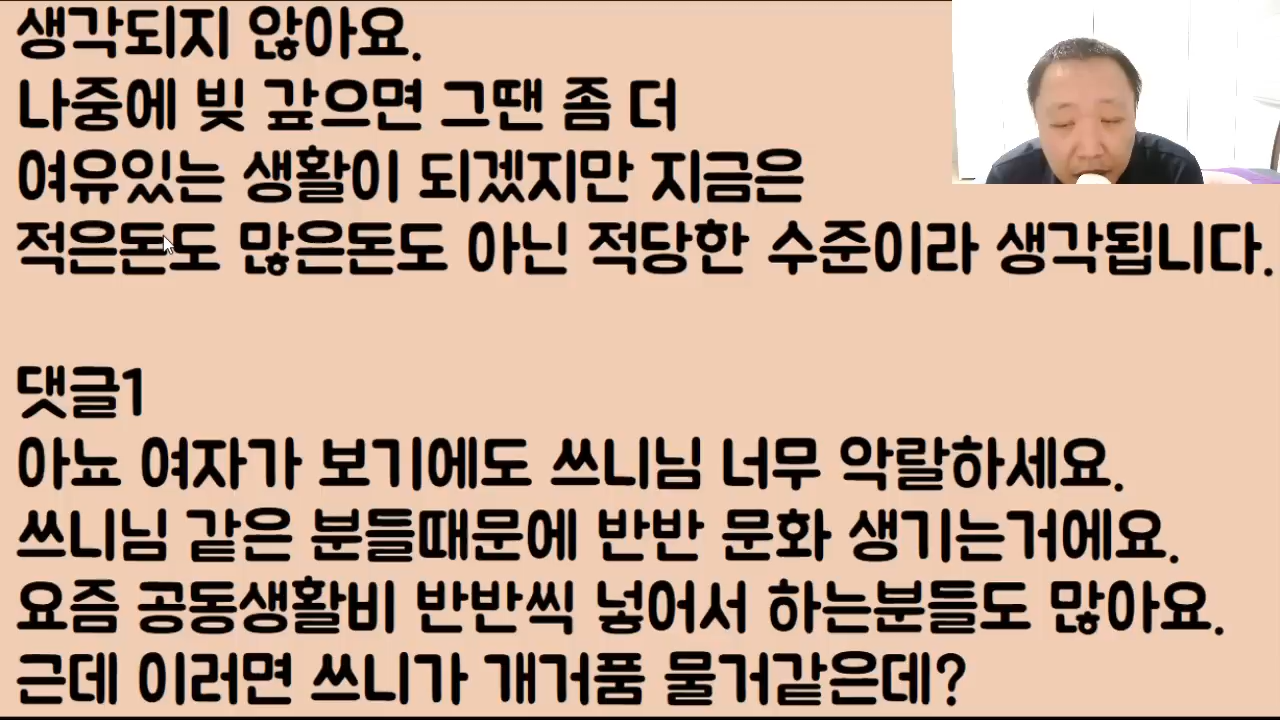 생각되지 않아요.
나중에 빚 갚으면 그땐 좀 더
여유있는 생활이 되겠지만 지금은
적은돈도 많은돈도 아닌 적당한 수준이라 생각됩니다.
댓글1
아뇨 여자가 보기에도 쓰니님 너무 악랄하세요.
쓰니님 같은 분들때문에 반반 문화 생기는거에요.
요즘 공동생활비 반반씩 넣어서 하는분들도 많아요.
근데 이러면 쓰니가 개거품 물거같은데?